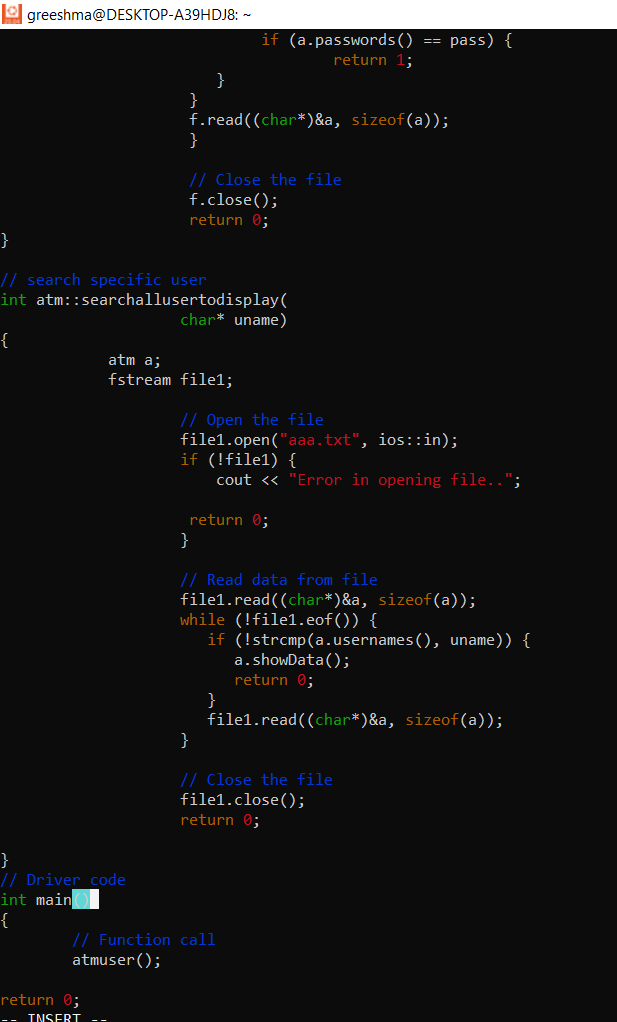 greeshma@DESKTOP-A39HDJ8: ~
if (a.passwords() == pass) {
return 1;
}
}
f.read((char*)&a, sizeof(a));
}
// Close the file
f.close();
return 0;
}
// search specific user
int atm::searchallusertodisplay(
char* uname)
{
atm a;
fstream file1;
// Open the file
file1.open("aaa.txt", ios::in);
if (!file1) {
cout << "Error in opening file..";
return 0;
}
// Read data from file
file1.read((char*)&a, sizeof(a));
while (!file1.eof()) {
if (!strcmp(a.usernames(), uname)) {
a.showData();
return 0;
}
file1.read((char*)&a, sizeof(a));
}
// Close the file
file1.close();
return 0;
}
// Driver code
int main()
{
// Function call
atmuser();
return 0;
-- INSERT --